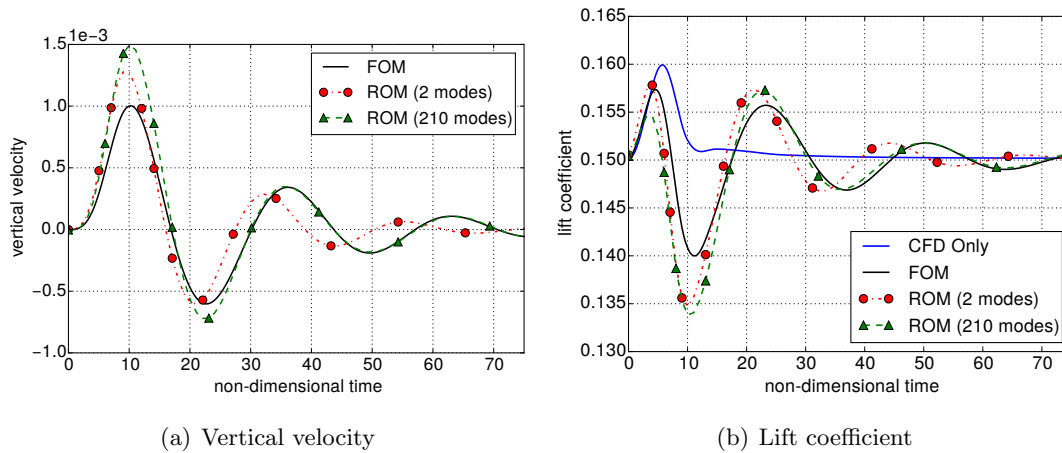 1e−3
1.5
1.0
0.5
0.0
−0.5
−1.0
vertical velocity
0 10 20 30 40 50 60 70
non-dimensional time
FOM
ROM (2 modes)
ROM (210 modes)
(a) Vertical velocity
0.165
0.160
0.155
0.150
0.145
0.140
0.135
0.130
lift coefficient
0 10 20 30 40 50 60 70
non-dimensional time
CFD Only
FOM
ROM (2 modes)
ROM (210 modes)
(b) Lift coefficient